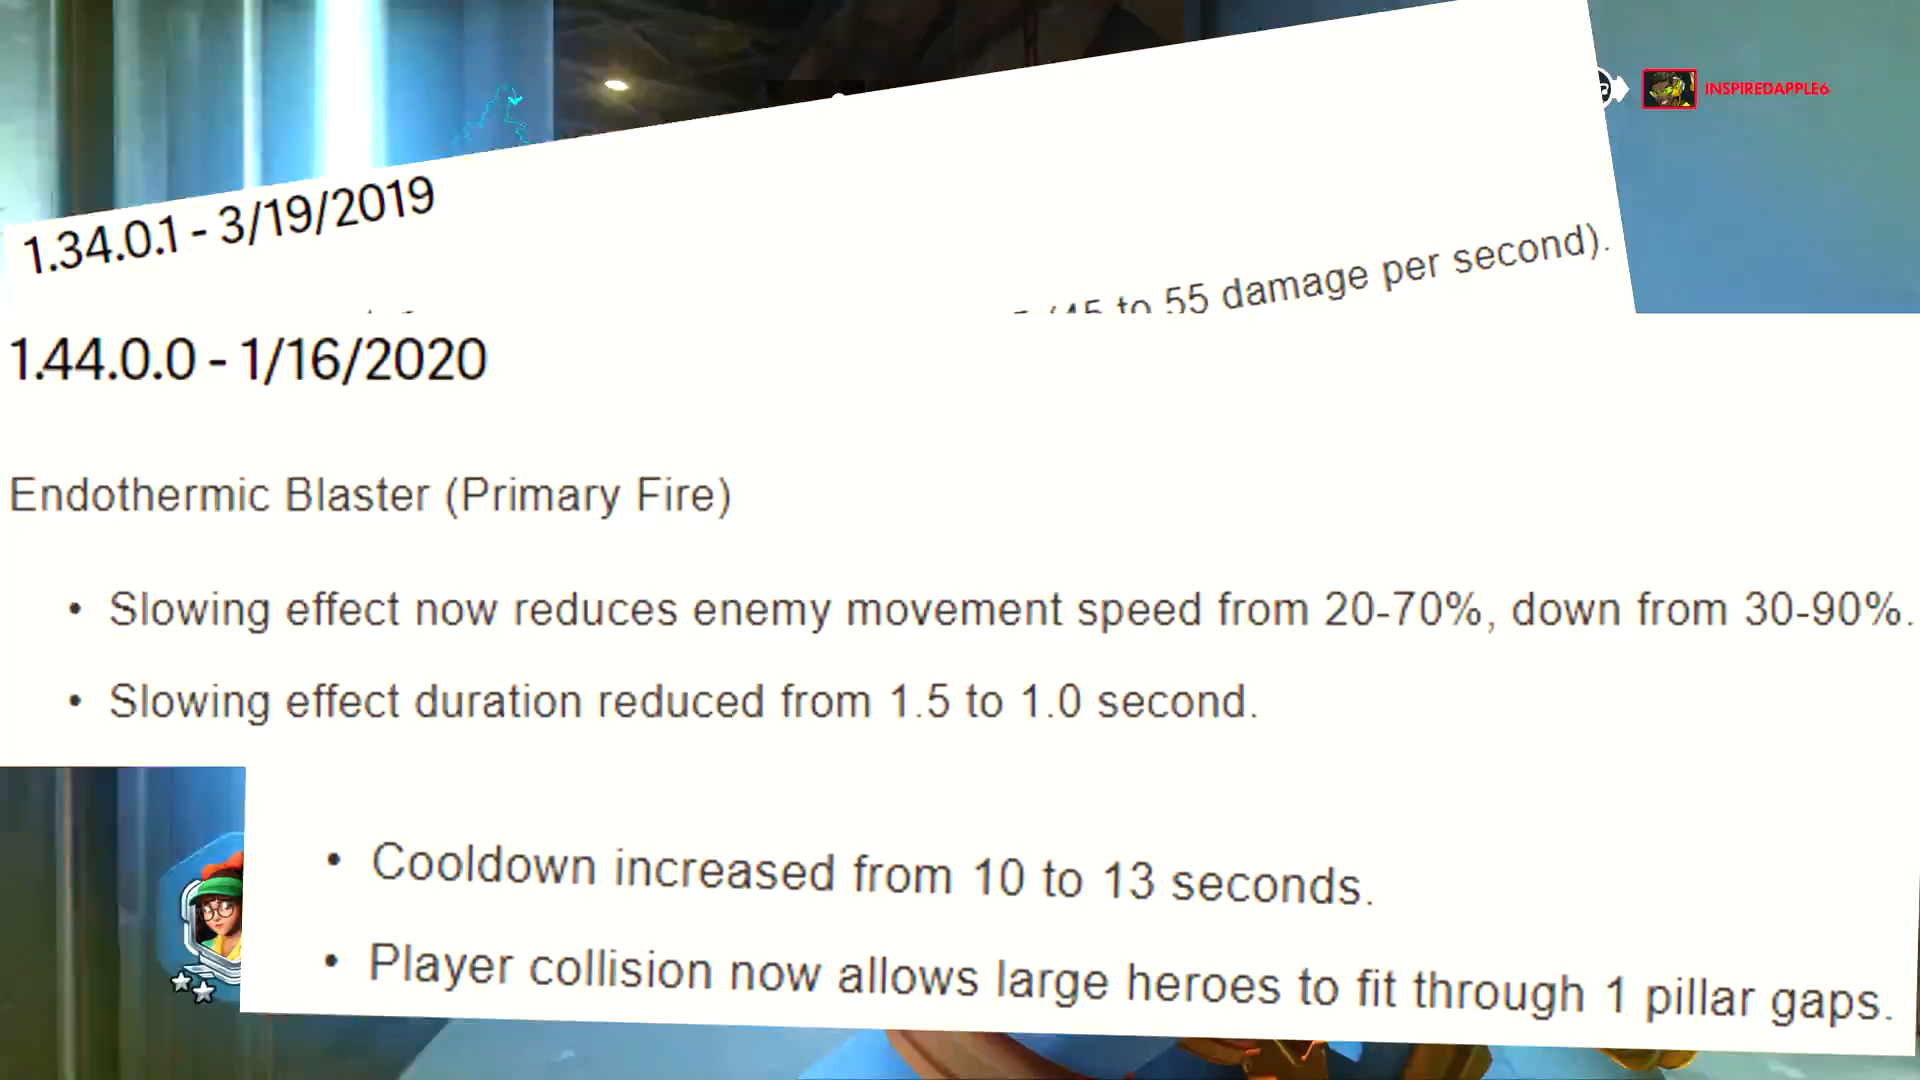 INSPIREDAPPLE6
1.34.0.1 - 3/19/2019
45 to 55 damage per second).
1.44.0.0 - 1/16/2020
Endothermic Blaster (Primary Fire)
• Slowing effect now reduces enemy movement speed from 20-70%, down from 30-90%.
• Slowing effect duration reduced from 1.5 to 1.0 second.
• Cooldown increased from 10 to 13 seconds.
• Player collision now allows large heroes to fit through 1 pillar gaps.